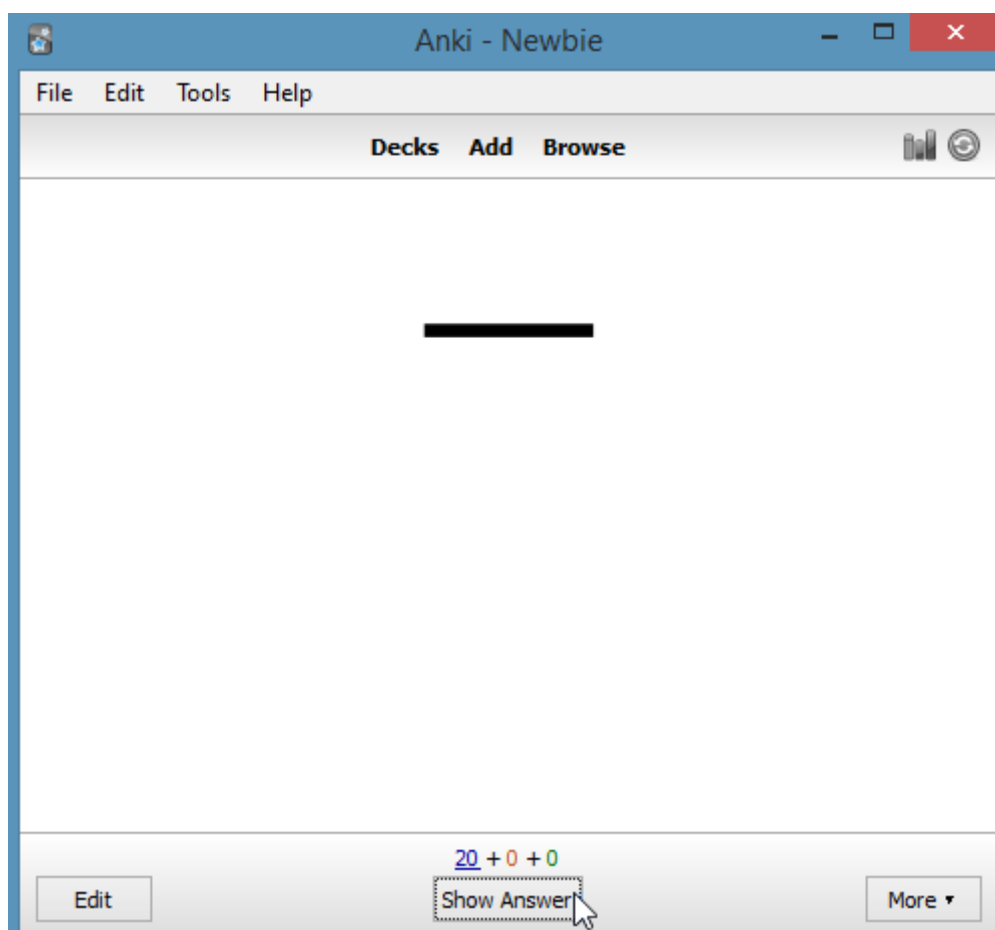 Anki - Newbie
File Edit Tools Help
Decks Add Browse
20 + 0 + 0
Edit Show Answer More